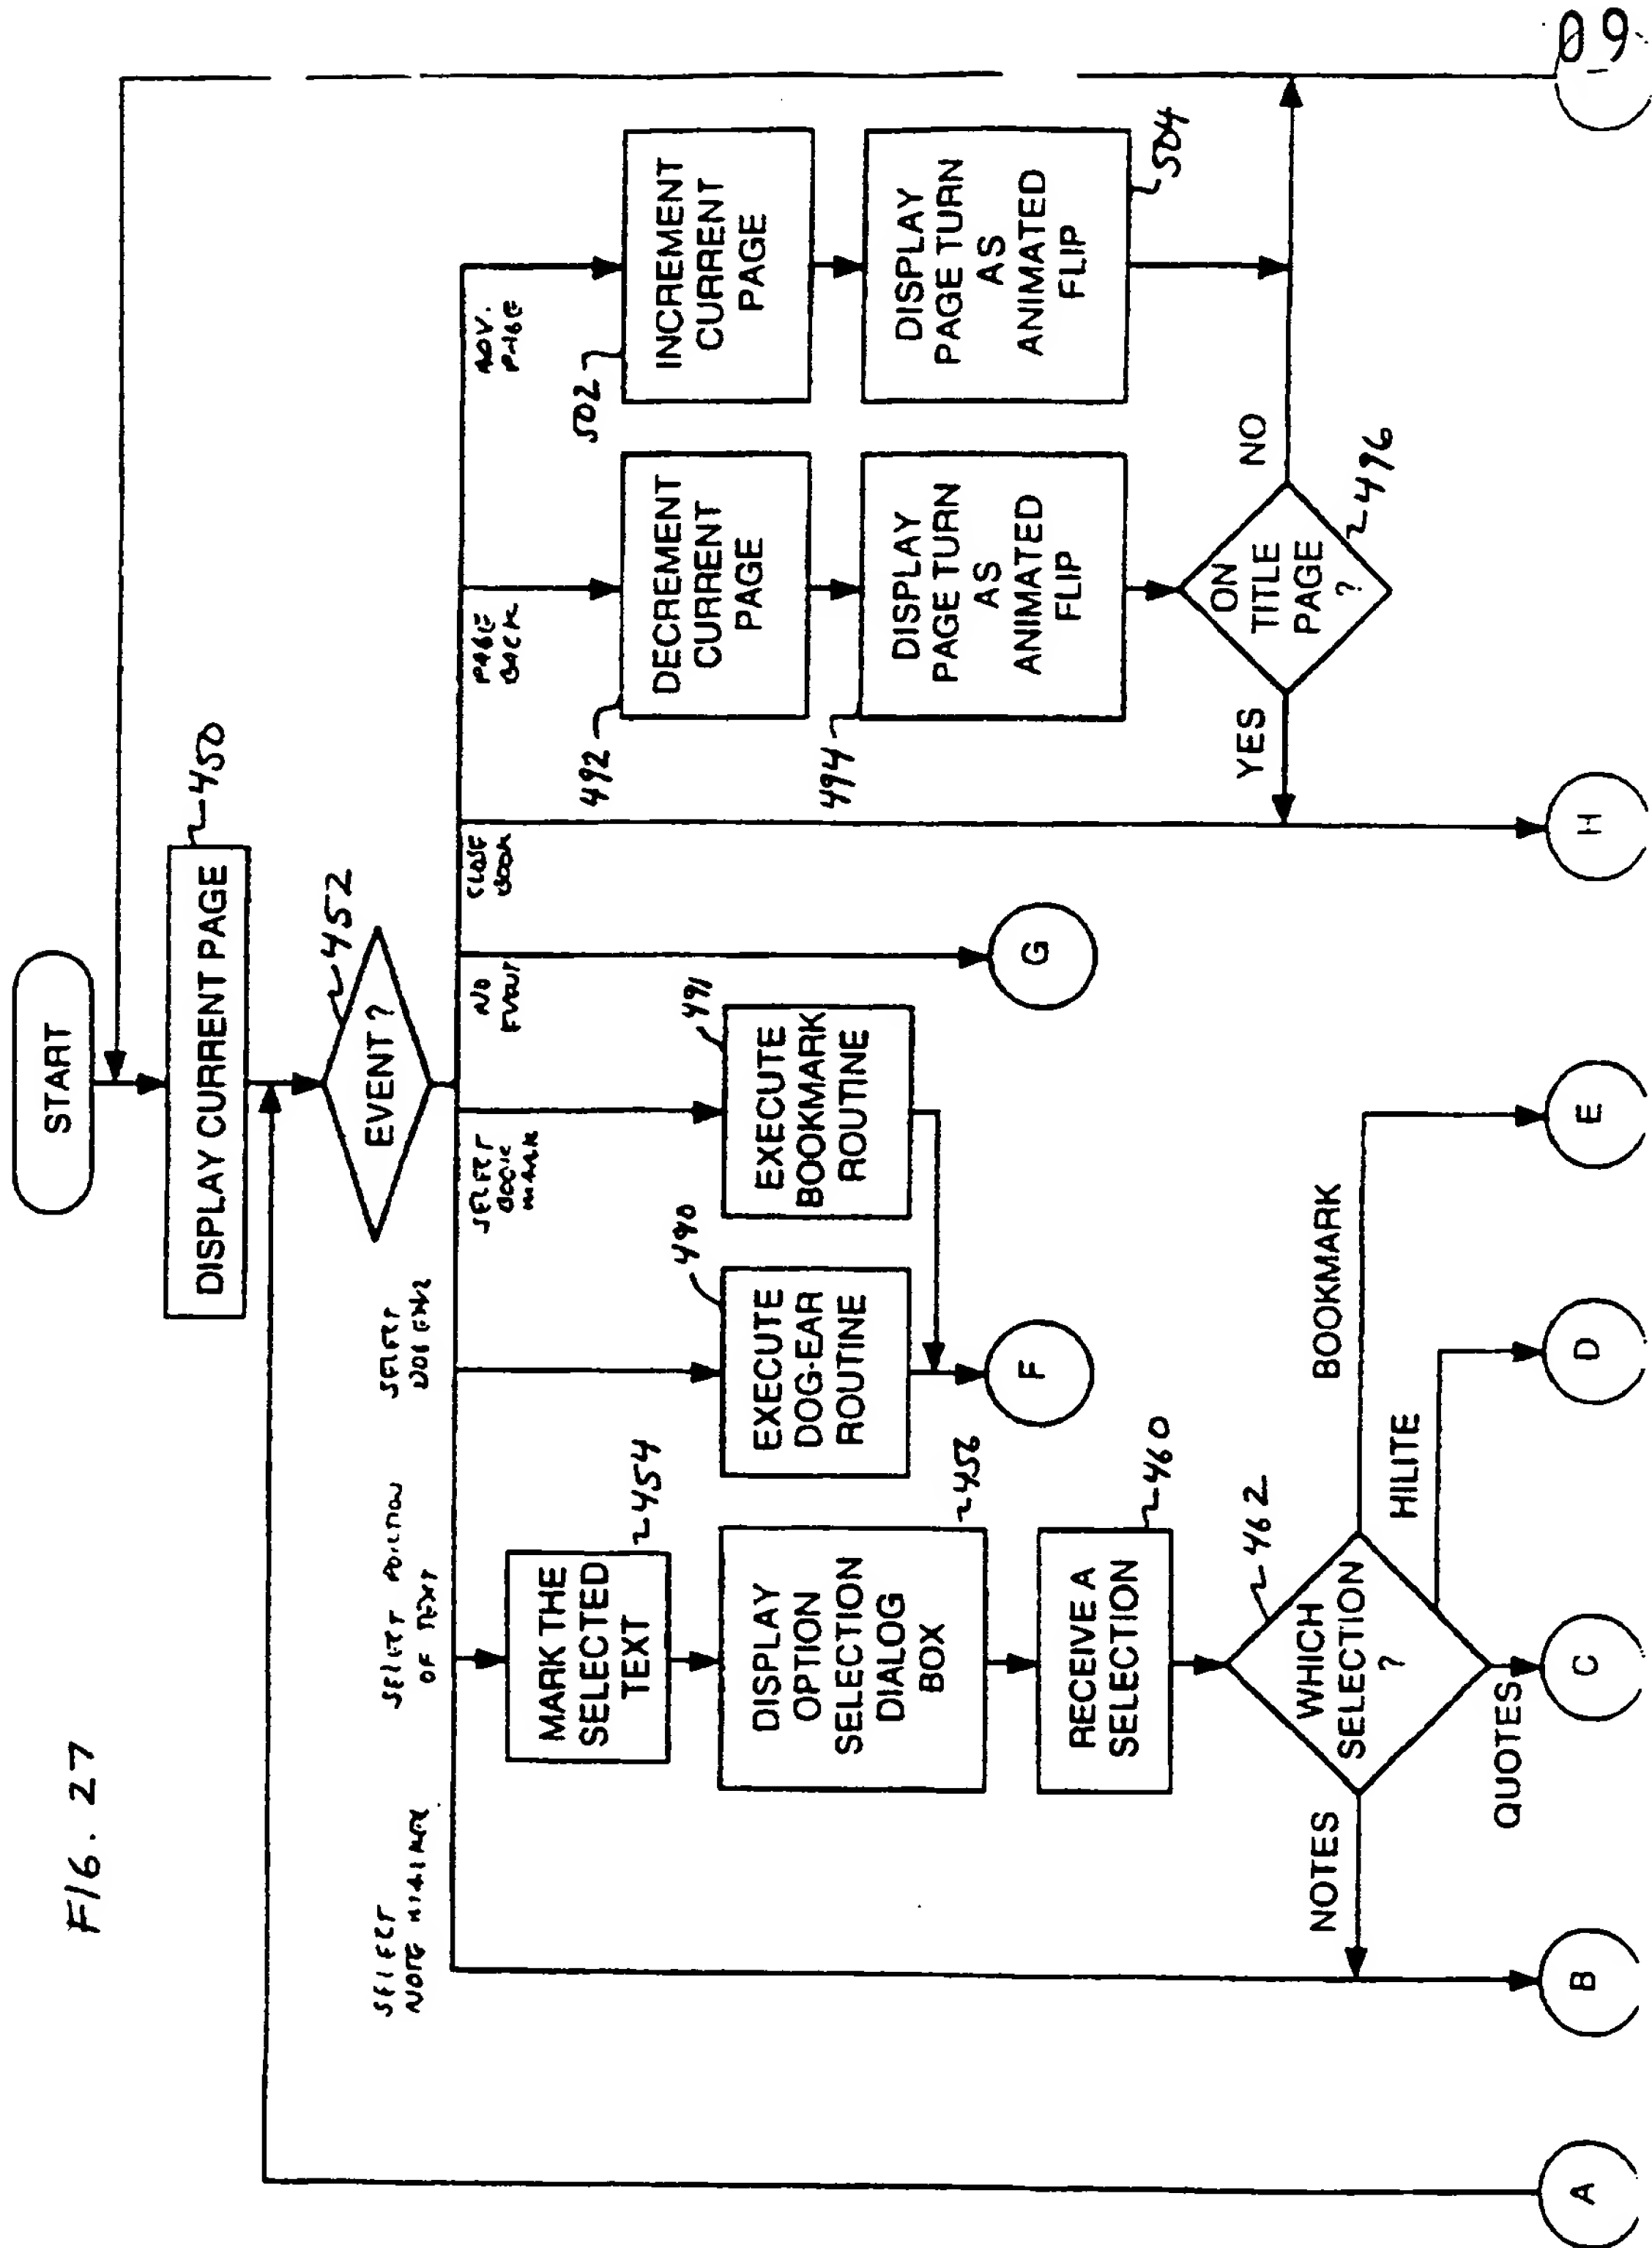 FIG. 27
START
DISPLAY CURRENT PAGE
450
EVENT?
452
SELECT
NOTE MARKER
SELECT PORTION
OF TEXT
SELECT
DOG EAR
SELECT
BOOK
MARK
NO
EVENT
CLOSE
BOOK
PAGE
BACK
ADV.
PAGE
MARK THE
SELECTED
TEXT
454
DISPLAY
OPTION
SELECTION
DIALOG
BOX
456
RECEIVE A
SELECTION
460
WHICH
SELECTION
?
462
NOTES
QUOTES
HILITE
BOOKMARK
490
EXECUTE
DOG-EAR
ROUTINE
491
EXECUTE
BOOKMARK
ROUTINE
492
DECREMENT
CURRENT
PAGE
494
DISPLAY
PAGE TURN
AS
ANIMATED
FLIP
ON
TITLE
PAGE
?
496
YES
NO
502
INCREMENT
CURRENT
PAGE
DISPLAY
PAGE TURN
AS
ANIMATED
FLIP
504
F
G
A
B
C
D
E
H
09